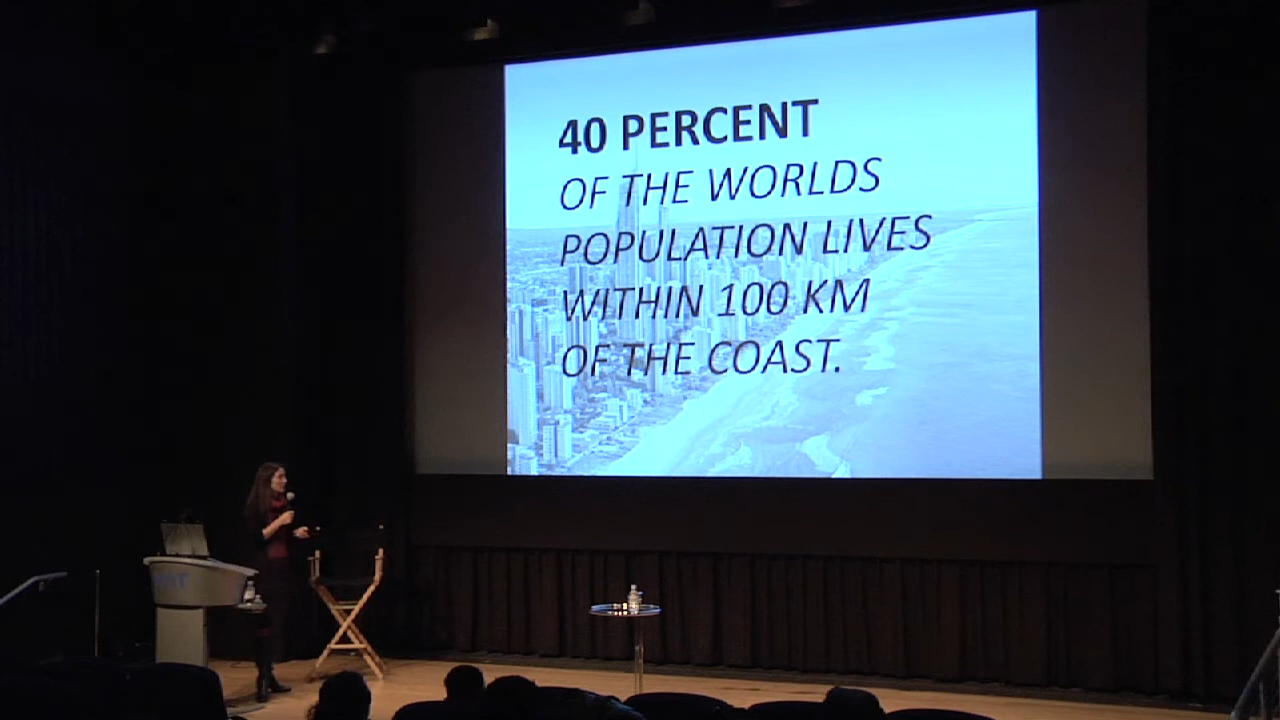 40 PERCENT
OF THE WORLDS
POPULATION LIVES
WITHIN 100 KM
OF THE COAST.